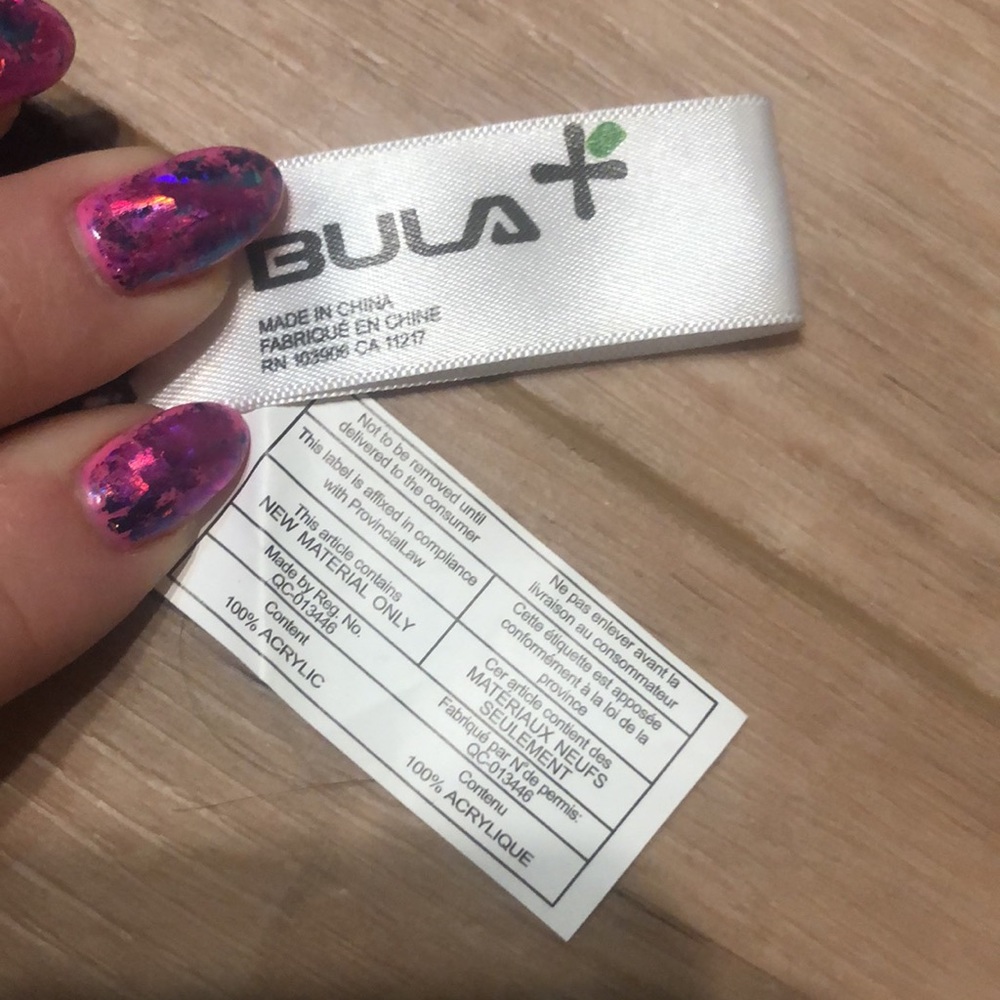 BULA
MADE IN CHINA
FABRIQUÉ EN CHINE
RN 103906 CA 11217
Not to be removed until
delivered to the consumer
This label is affixed in compliance
with ProvincialLaw
This article contains
NEW MATERIAL ONLY
Made by Reg. No.
QC-013446
Content
100% ACRYLIC
Ne pas enlever avant la
livraison au consommateur
Cette étiquette est apposée
conformément à la loi de la
province
Cer article contient des
MATÉRIAUX NEUFS
SEULEMENT
Fabriqué par N°de permis:
QC-013446
Contenu
100% ACRYLIQUE